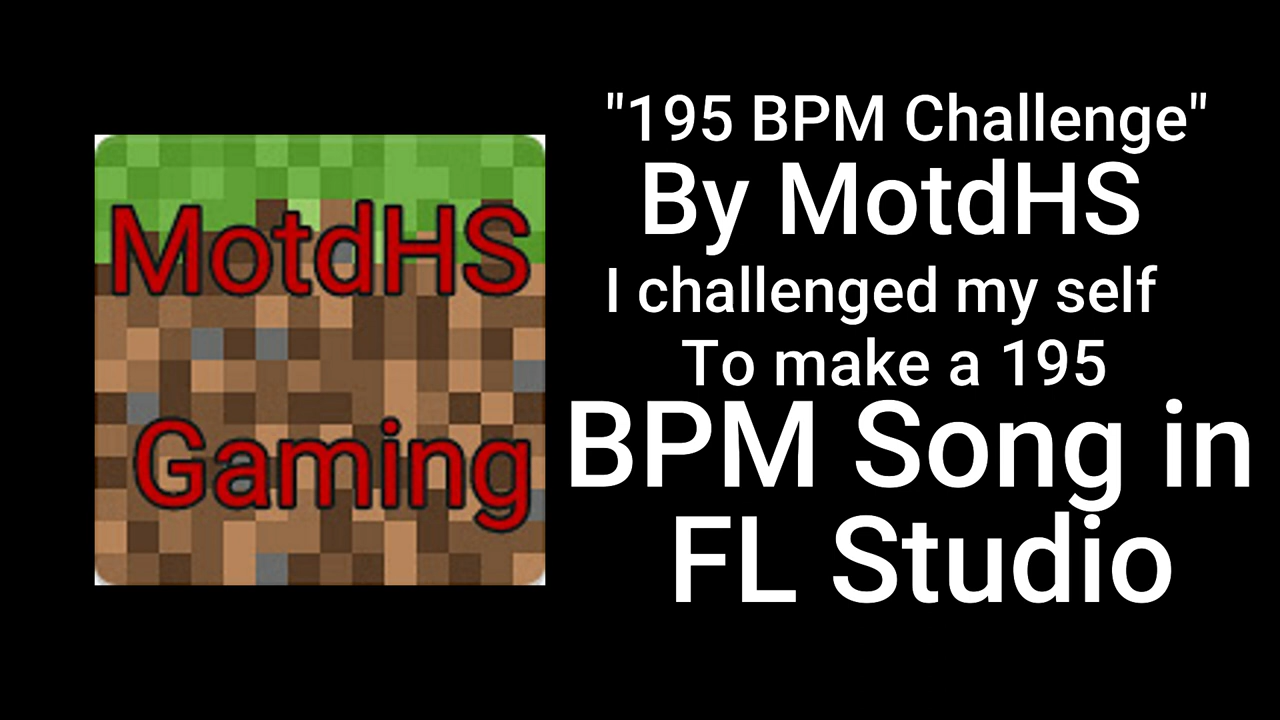 MotdHS
Gaming
"195 BPM Challenge"
By MotdHS
I challenged my self
To make a 195
BPM Song in
FL Studio